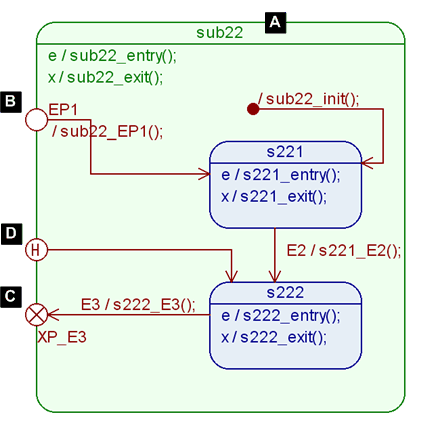 A
sub22
e / sub22_entry();
x / sub22_exit();
B
EP1
/ sub22_EP1();
/ sub22_init();
s221
e / s221_entry();
x / s221_exit();
D
H
E2 / s221_E2();
C
XP_E3
E3 / s222_E3();
s222
e / s222_entry();
x / s222_exit();